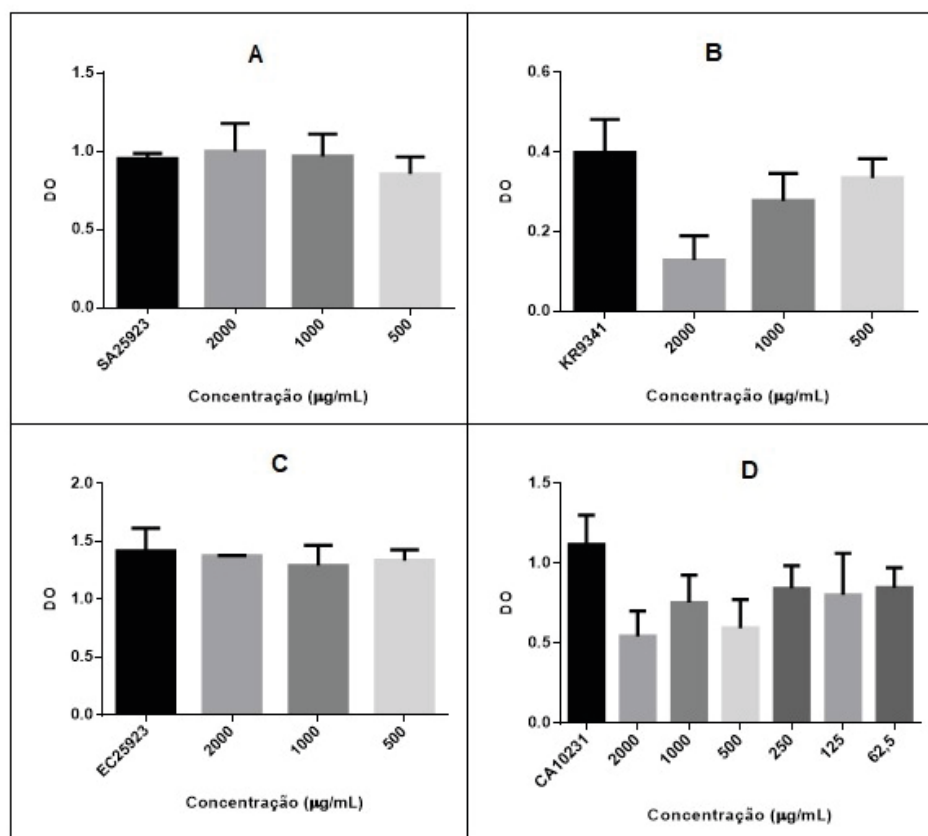 A
1.5
1.0
0.5
0.0
DO
SA25923
2000
1000
500
Concentração (µg/mL)
B
0.6
0.4
0.2
0.0
DO
KR9341
2000
1000
500
Concentração (µg/mL)
C
2.0
1.5
1.0
0.5
0.0
DO
EC25923
2000
1000
500
Concentração (µg/mL)
D
1.5
1.0
0.5
0.0
DO
CA10231
2000
1000
500
250
125
62,5
Concentração (µg/mL)